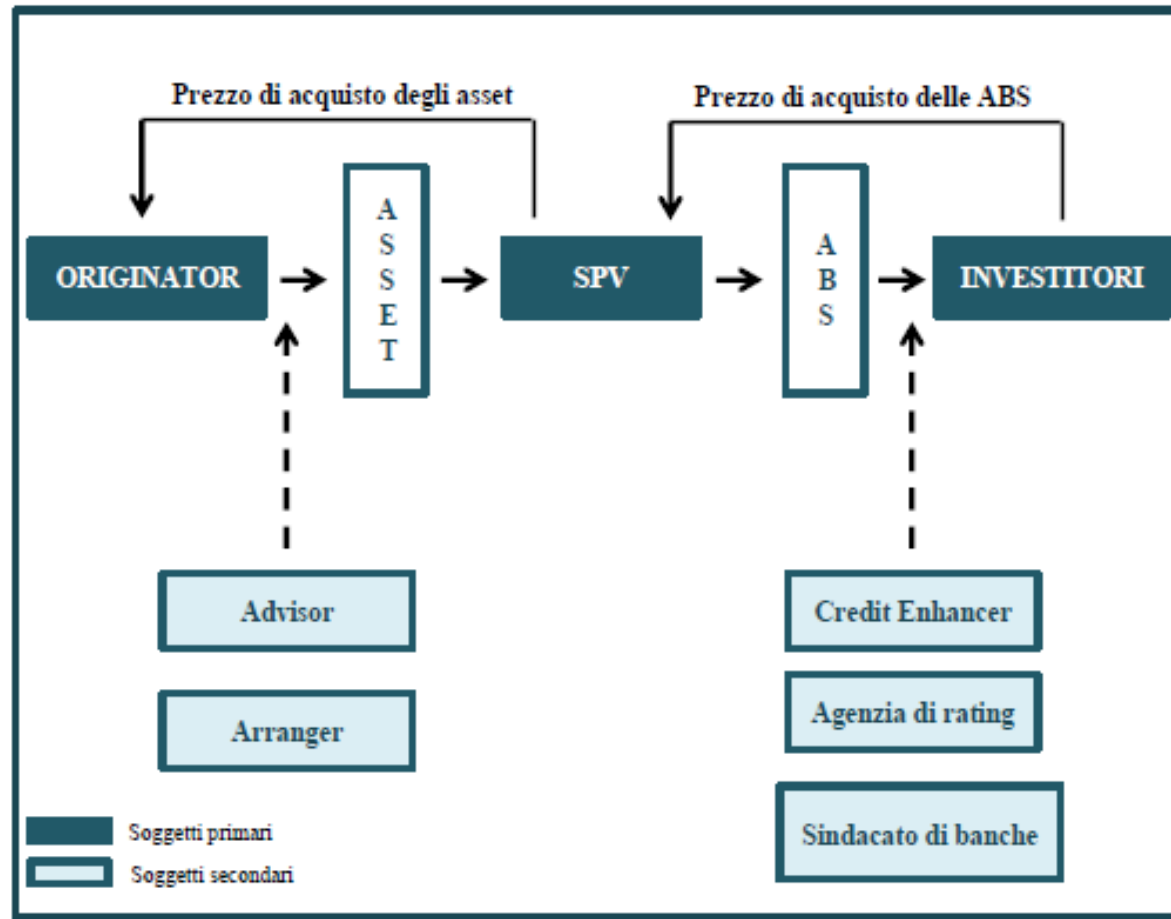 Prezzo di acquisto degli asset
Prezzo di acquisto delle ABS
ORIGINATOR
A
S
S
E
T
SPV
A
B
S
INVESTITORI
Advisor
Arranger
Credit Enhancer
Agenzia di rating
Sindacato di banche
Soggetti primari
Soggetti secondari